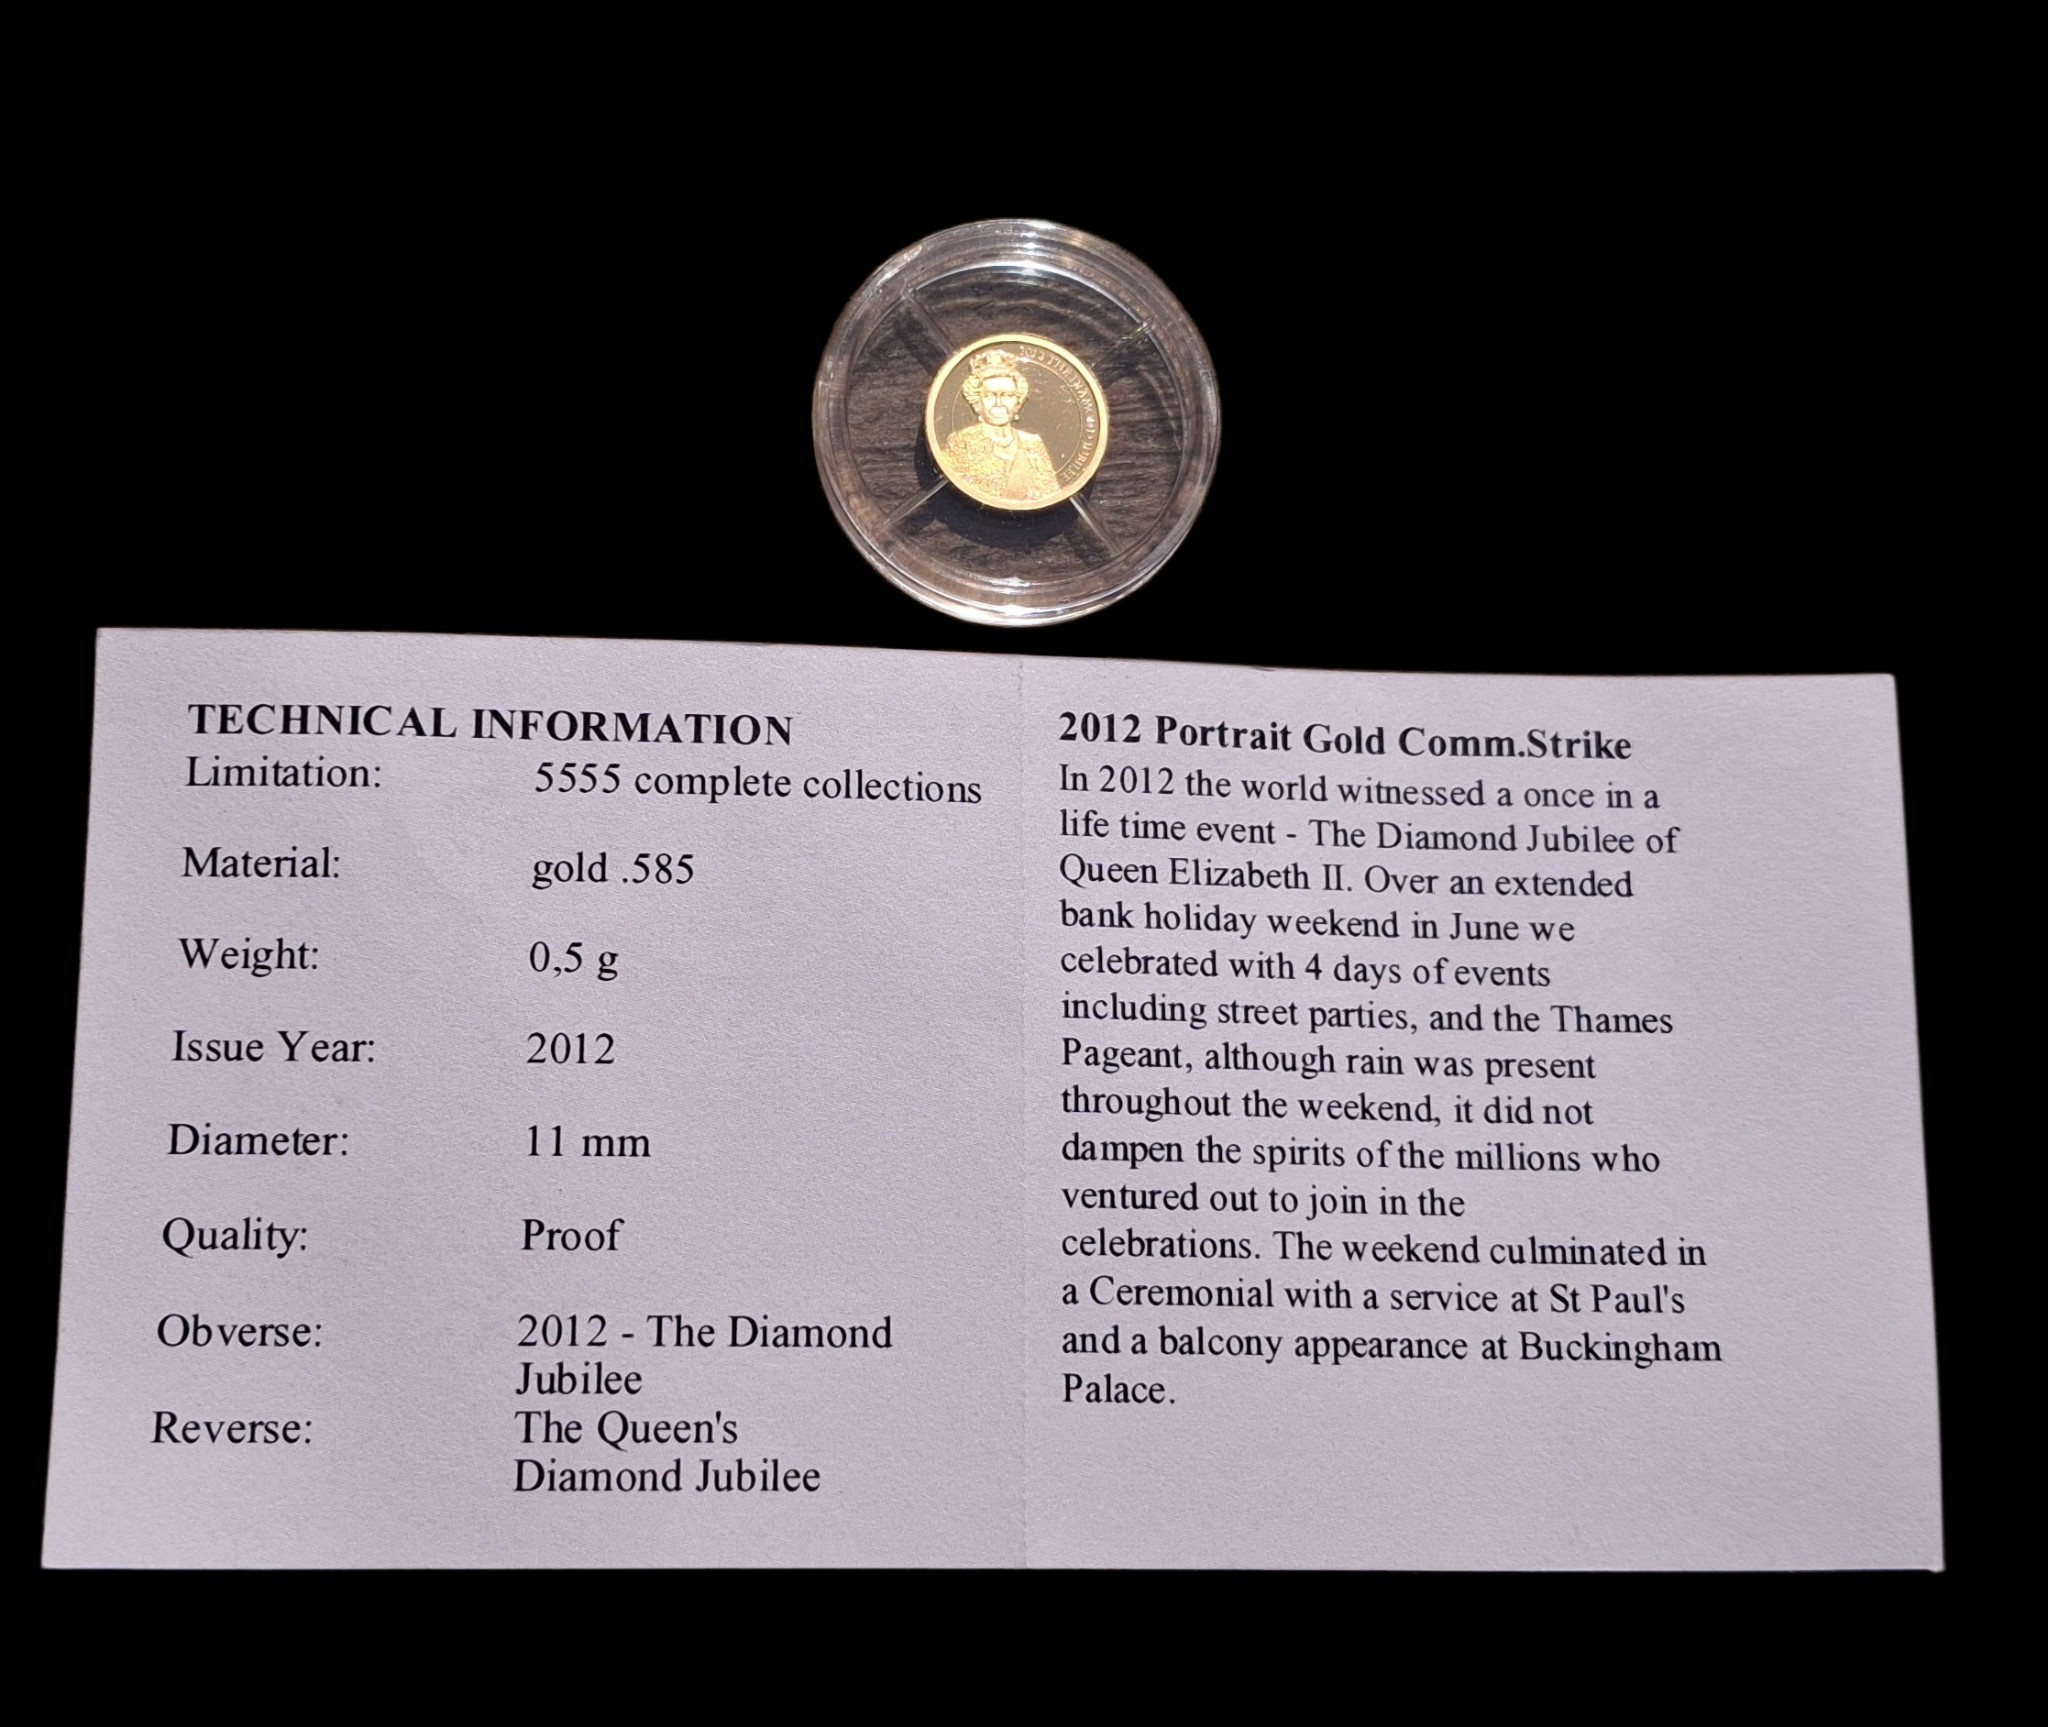 2012 THE DIAMOND JUBILEE
TECHNICAL INFORMATION
Limitation: 5555 complete collections
Material: gold .585
Weight: 0,5 g
Issue Year: 2012
Diameter: 11 mm
Quality: Proof
Obverse: 2012 - The Diamond
Jubilee
Reverse: The Queen's
Diamond Jubilee
2012 Portrait Gold Comm.Strike
In 2012 the world witnessed a once in a
life time event - The Diamond Jubilee of
Queen Elizabeth II. Over an extended
bank holiday weekend in June we
celebrated with 4 days of events
including street parties, and the Thames
Pageant, although rain was present
throughout the weekend, it did not
dampen the spirits of the millions who
ventured out to join in the
celebrations. The weekend culminated in
a Ceremonial with a service at St Paul's
and a balcony appearance at Buckingham
Palace.